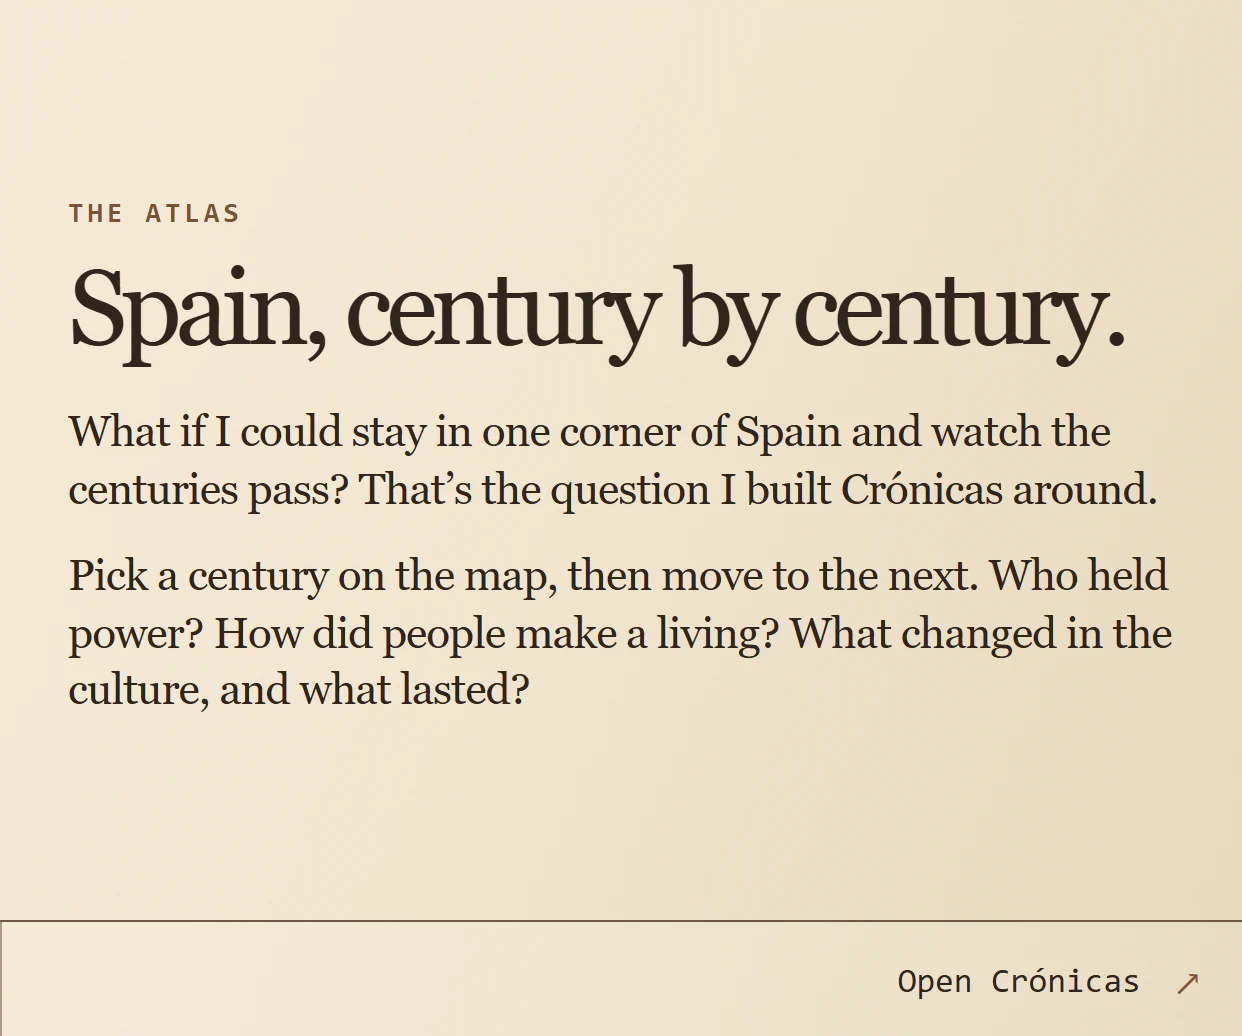 THE ATLAS
Spain, century by century.
What if I could stay in one corner of Spain and watch the
centuries pass? That’s the question I built Crónicas around.
Pick a century on the map, then move to the next. Who held
power? How did people make a living? What changed in the
culture, and what lasted?
Open Crónicas ↗